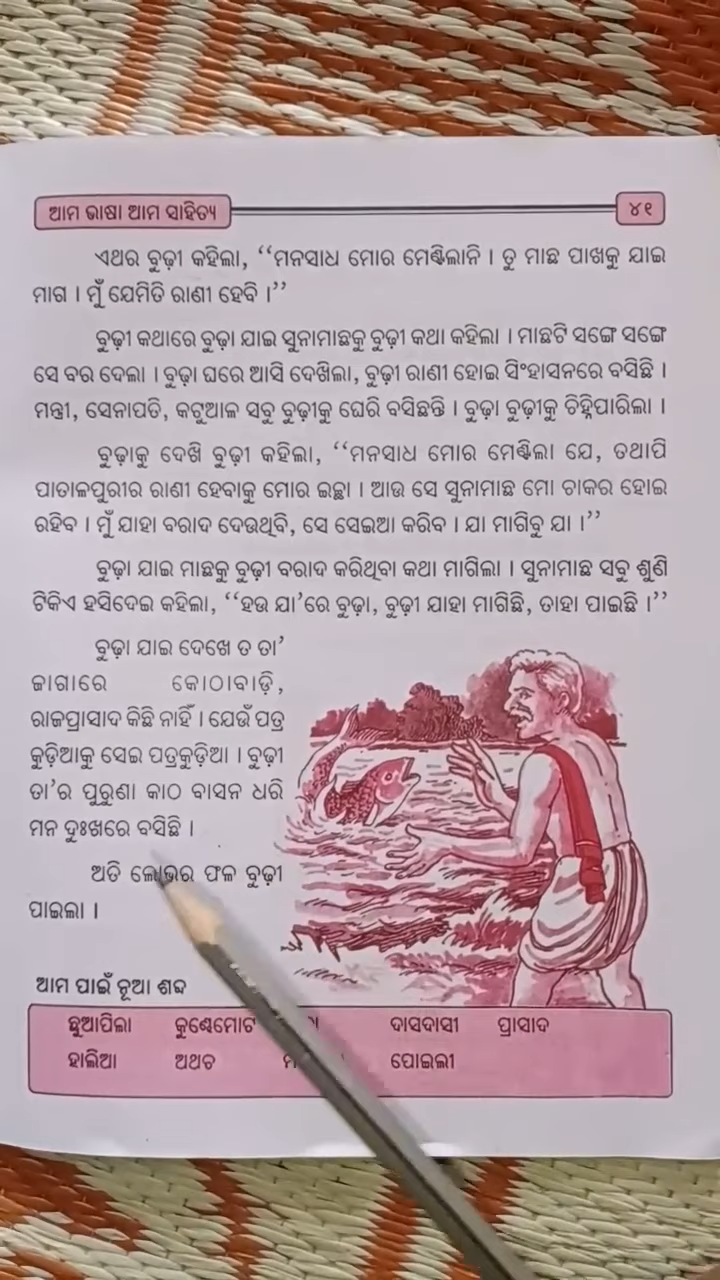 ଆମ ଭାଷା ଆମ ସାହିତ୍ୟ
୪୧
ଏଥର ବୁଢ଼ୀ କହିଲା, ‘‘ମନସାଧ ମୋର ମେଣ୍ଟିଲାନି । ତୁ ମାଛ ପାଖକୁ ଯାଇ
ମାଗ । ମୁଁ ଯେମିତି ରାଣୀ ହେବି ।’’
ବୁଢ଼ୀ କଥାରେ ବୁଢ଼ା ଯାଇ ସୁନାମାଛକୁ ବୁଢ଼ୀ କଥା କହିଲା । ମାଛଟି ସଙ୍ଗେ ସଙ୍ଗେ
ସେ ବର ଦେଲା । ବୁଢ଼ା ଘରେ ଆସି ଦେଖିଲା, ବୁଢ଼ୀ ରାଣୀ ହୋଇ ସିଂହାସନରେ ବସିଛି ।
ମନ୍ତ୍ରୀ, ସେନାପତି, କଟୁଆଳ ସବୁ ବୁଢ଼ୀକୁ ଘେରି ବସିଛନ୍ତି । ବୁଢ଼ା ବୁଢ଼ୀକୁ ଚିହ୍ନିପାରିଲା ।
ବୁଢ଼ାକୁ ଦେଖି ବୁଢ଼ୀ କହିଲା, ‘‘ମନସାଧ ମୋର ମେଣ୍ଟିଲା ଯେ, ତଥାପି
ପାତାଳପୁରୀର ରାଣୀ ହେବାକୁ ମୋର ଇଚ୍ଛା । ଆଉ ସେ ସୁନାମାଛ ମୋ ଚାକର ହୋଇ
ରହିବ । ମୁଁ ଯାହା ବରାଦ ଦେଉଥିବି, ସେ ସେଇଆ କରିବ । ଯା ମାଗିବୁ ଯା ।’’
ବୁଢ଼ା ଯାଇ ମାଛକୁ ବୁଢ଼ୀ ବରାଦ କରିଥିବା କଥା ମାଗିଲା । ସୁନାମାଛ ସବୁ ଶୁଣି
ଟିକିଏ ହସିଦେଇ କହିଲା, ‘‘ହଉ ଯା’ରେ ବୁଢ଼ା, ବୁଢ଼ୀ ଯାହା ମାଗିଛି, ତାହା ପାଇଛି ।’’
ବୁଢ଼ା ଯାଇ ଦେଖେ ତ ତା’
ଜାଗାରେ କୋଠାବାଡ଼ି,
ରାଜପ୍ରାସାଦ କିଛି ନାହିଁ । ଯେଉଁ ପତ୍ର
କୁଡ଼ିଆକୁ ସେଇ ପତ୍ରକୁଡ଼ିଆ । ବୁଢ଼ୀ
ତା’ର ପୁରୁଣା କାଠ ବାସନ ଧରି
ମନ ଦୁଃଖରେ ବସିଛି ।
ଅତି ଲୋଭର ଫଳ ବୁଢ଼ୀ
ପାଇଲା ।
ଆମ ପାଇଁ ନୂଆ ଶବ୍ଦ
ଛୁଆପିଲା କୁଣ୍ଢେମୋଟ ଦାସଦାସୀ ପ୍ରାସାଦ
ହାଲିଆ ଅଥଚ ପୋଇଲୀ